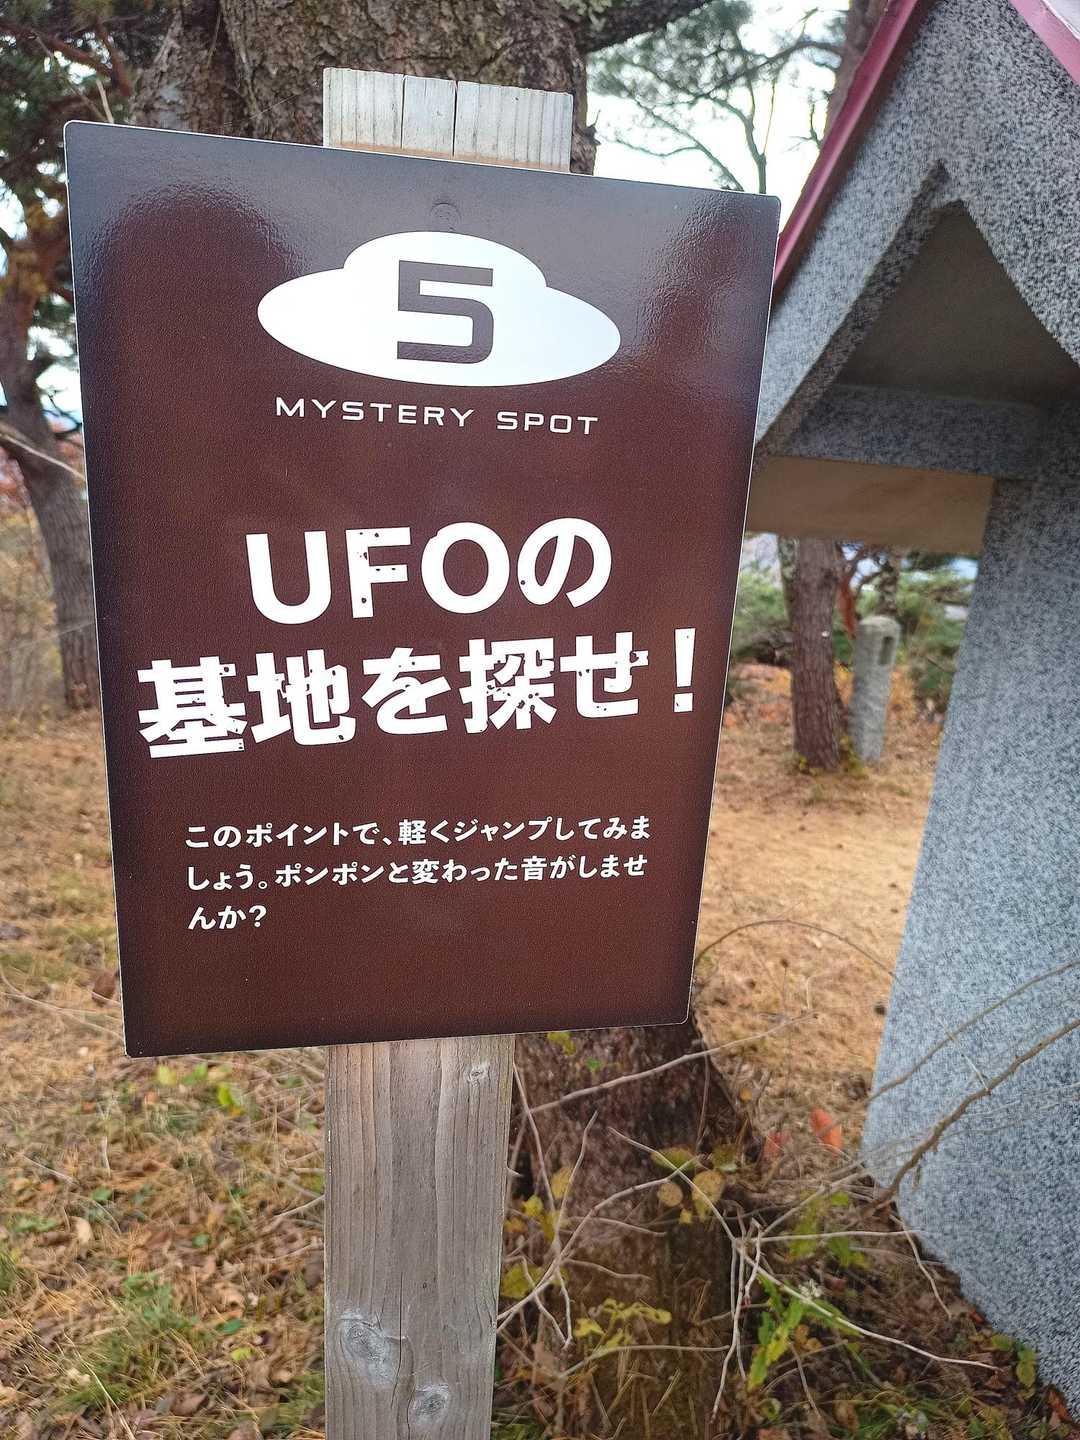 5
MYSTERY SPOT
UFOの
基地を探せ！
このポイントで、軽くジャンプしてみま
しょう。ポンポンと変わった音がしませ
んか？